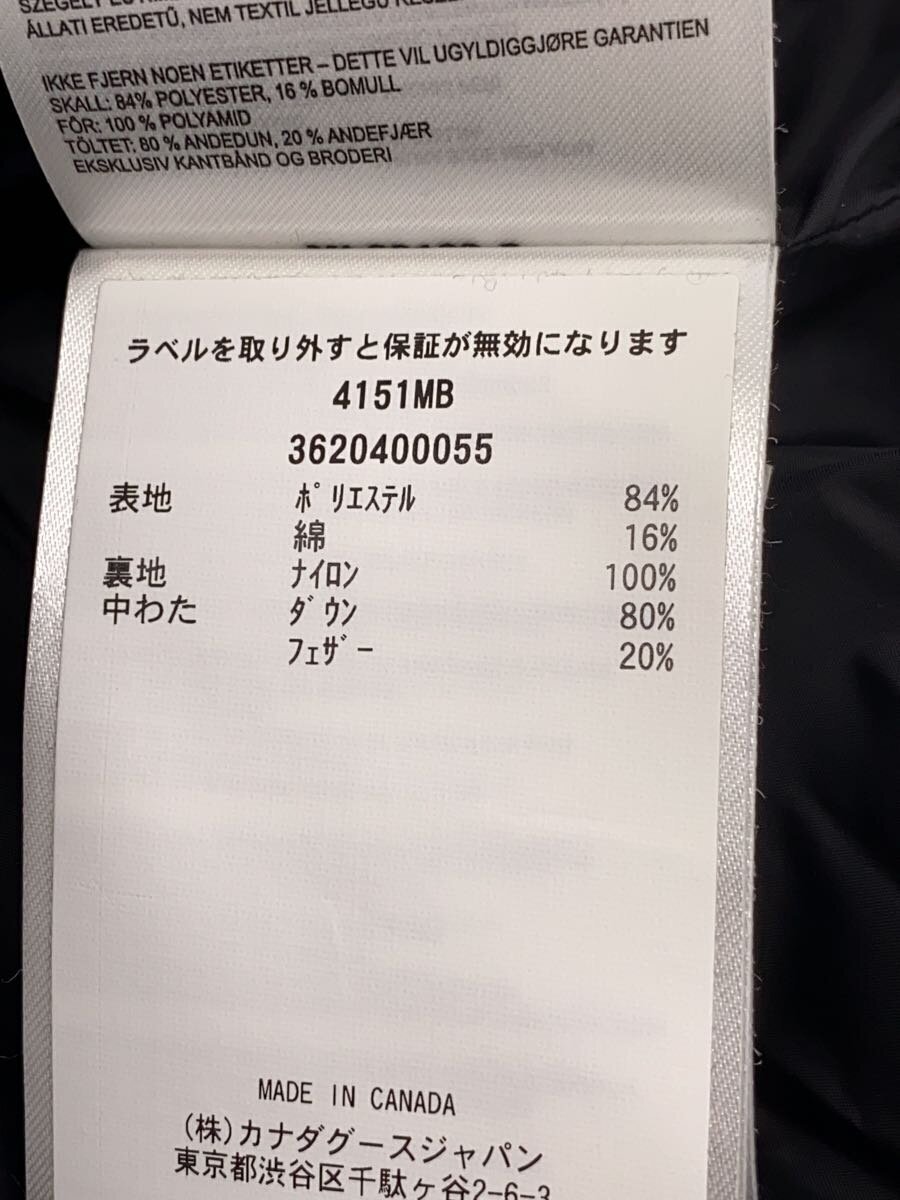 ÁLLATI EREDETŰ, NEM TEXTIL JELLEGŰ
IKKE FJERN NOEN ETIKETTER – DETTE VIL UGYLDIGGJØRE GARANTIEN
SKALL: 84% POLYESTER, 16 % BOMULL
FÔR: 100 % POLYAMID
TÖLTET: 80 % ANDEDUN, 20 % ANDEFJÆR
EKSKLUSIV KANTBÅND OG BRODERI
ラベルを取り外すと保証が無効になります
4151MB
3620400055
表地 ﾎﾟﾘｴｽﾃﾙ 84%
綿 16%
裏地 ﾅｲﾛﾝ 100%
中わた ﾀﾞｳﾝ 80%
ﾌｪｻﾞｰ 20%
MADE IN CANADA
(株)カナダグースジャパン
東京都渋谷区千駄ヶ谷2-6-3